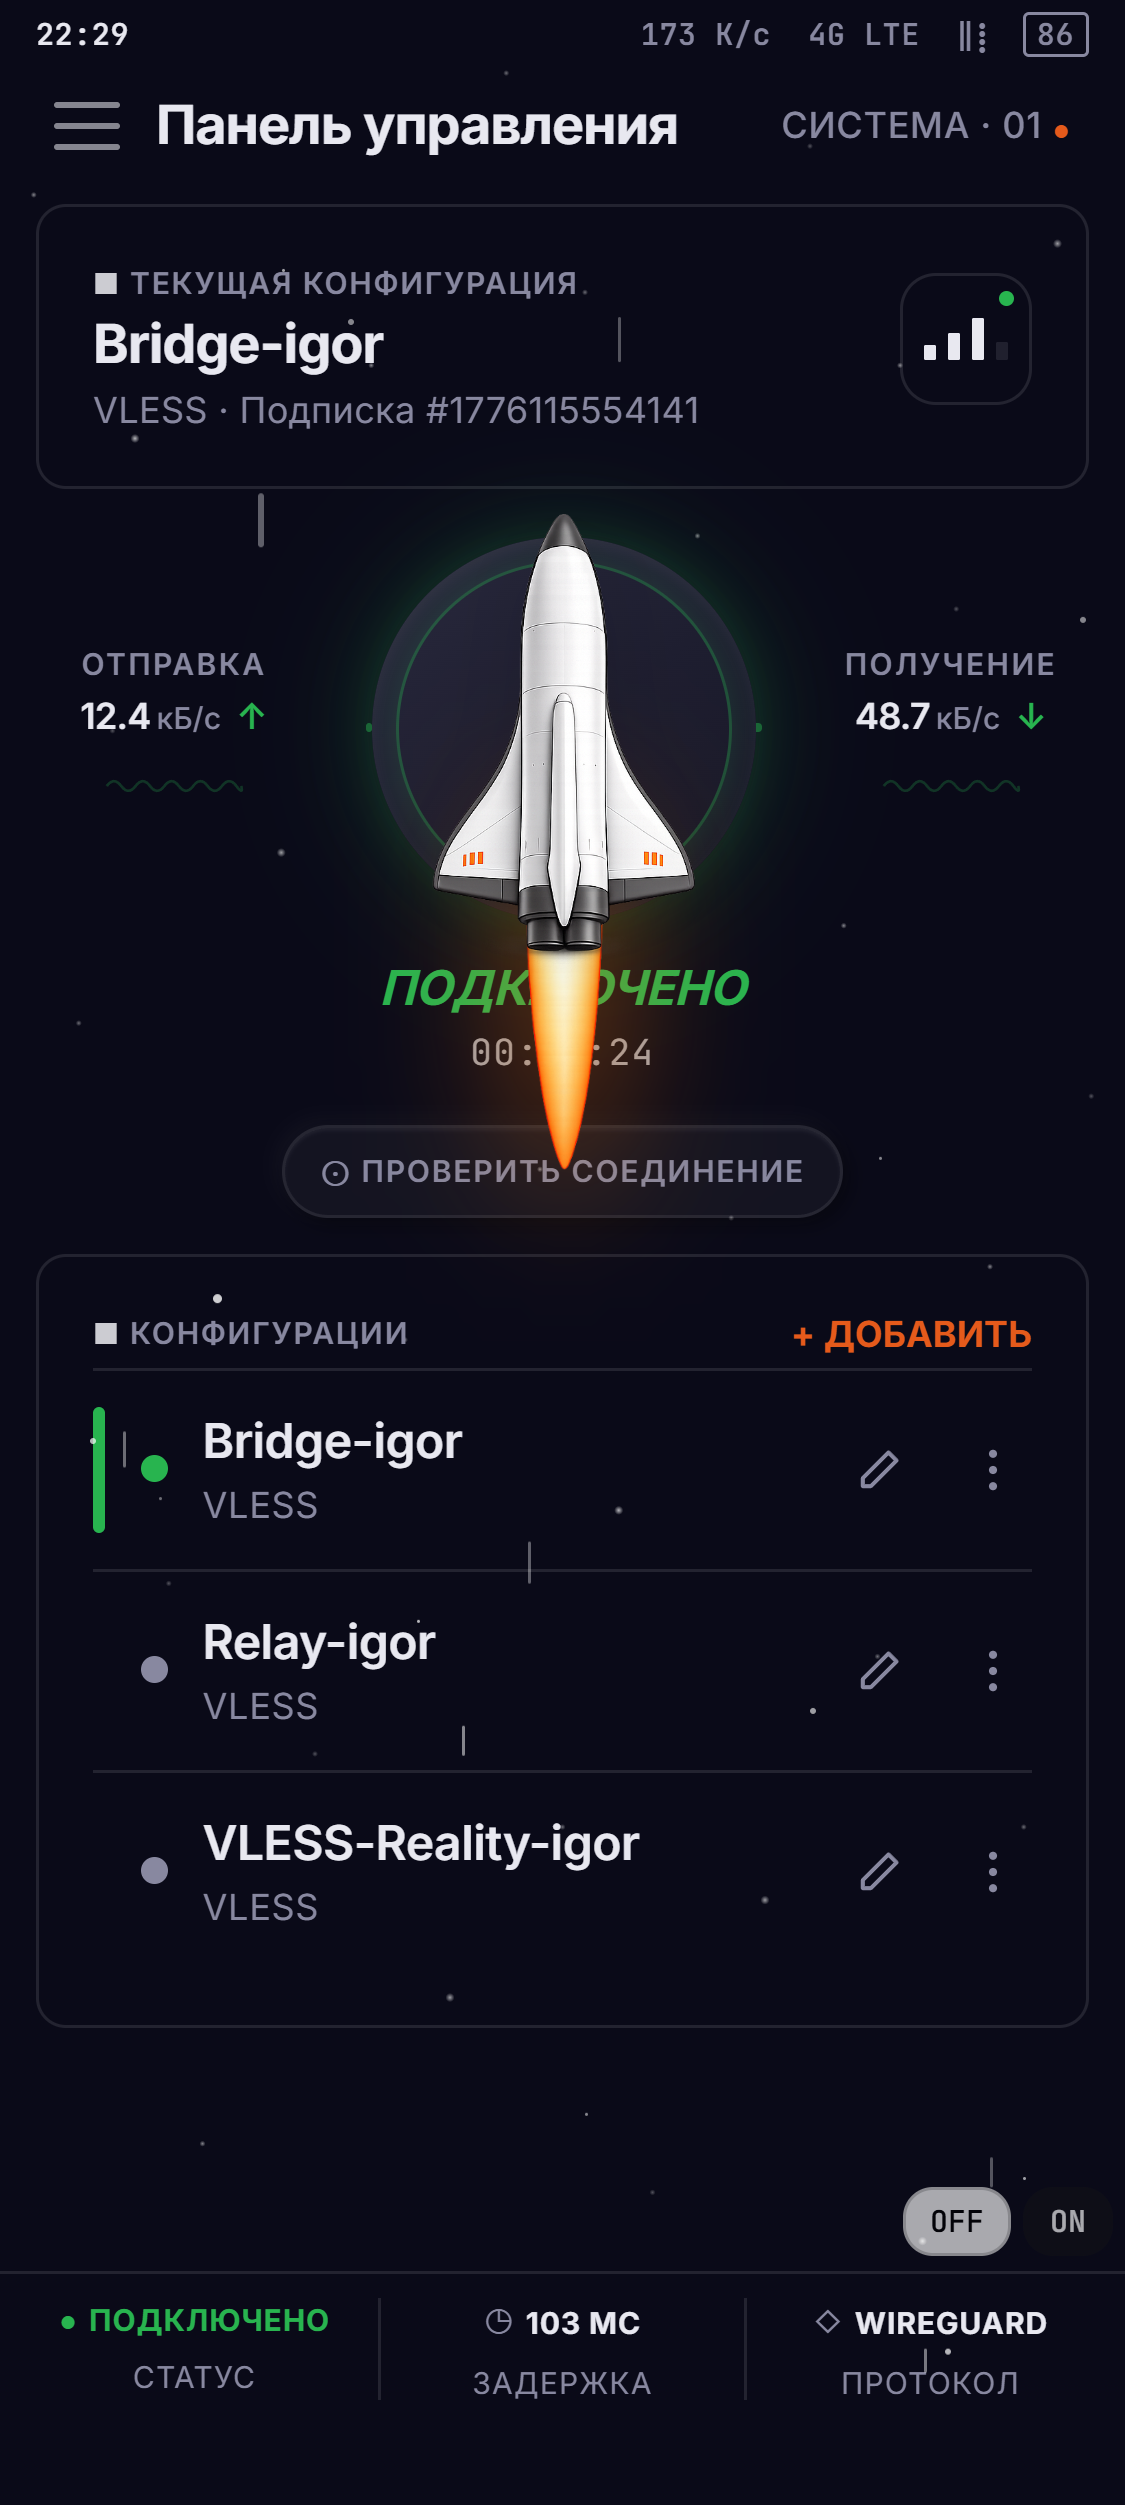 22:29 173 K/c 4G LTE 86
Панель управления СИСТЕМА · 01
ТЕКУЩАЯ КОНФИГУРАЦИЯ
Bridge-igor
VLESS · Подписка #1776115554141
ОТПРАВКА
12.4 кБ/с ↑
ПОЛУЧЕНИЕ
48.7 кБ/с ↓
00: :24
ПРОВЕРИТЬ СОЕДИНЕНИЕ
КОНФИГУРАЦИИ + ДОБАВИТЬ
Bridge-igor
VLESS
Relay-igor
VLESS
VLESS-Reality-igor
VLESS
OFF ON
ПОДКЛЮЧЕНО
СТАТУС
103 МС
ЗАДЕРЖКА
WIREGUARD
ПРОТОКОЛ